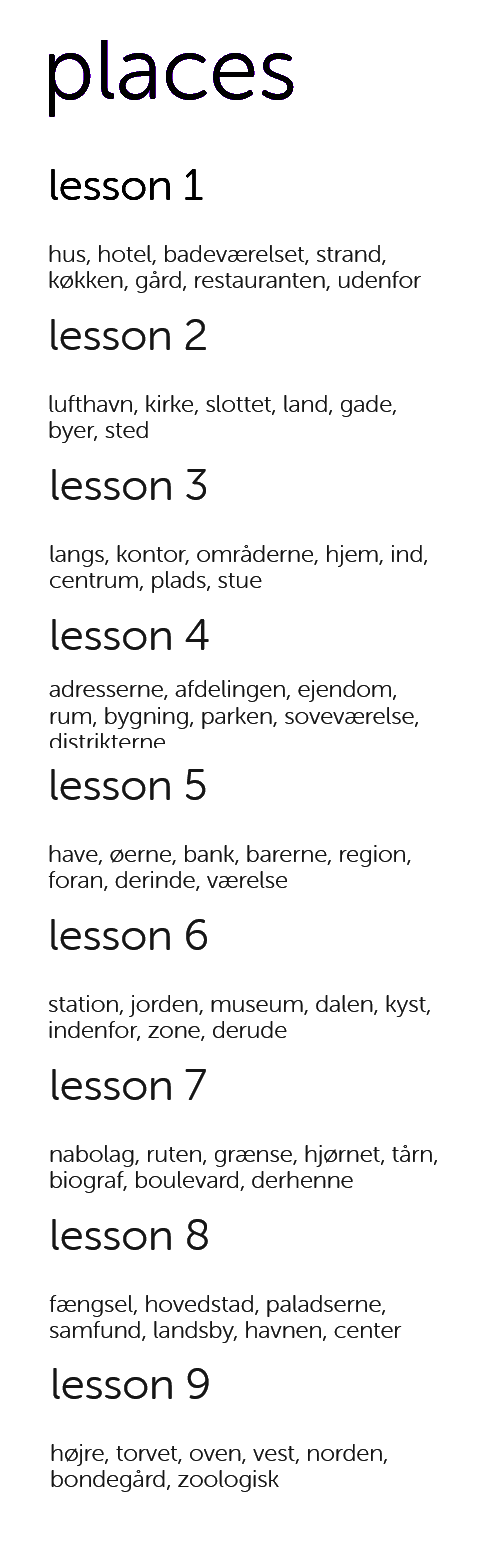 places
lesson 1
hus, hotel, badeværelset, strand,
køkken, gård, restauranten, udenfor
lesson 2
lufthavn, kirke, slottet, land, gade,
byer, sted
lesson 3
langs, kontor, områderne, hjem, ind,
centrum, plads, stue
lesson 4
adresserne, afdelingen, ejendom,
rum, bygning, parken, soveværelse,
distrikterne
lesson 5
have, øerne, bank, barerne, region,
foran, derinde, værelse
lesson 6
station, jorden, museum, dalen, kyst,
indenfor, zone, derude
lesson 7
nabolag, ruten, grænse, hjørnet, tårn,
biograf, boulevard, derhenne
lesson 8
fængsel, hovedstad, paladserne,
samfund, landsby, havnen, center
lesson 9
højre, torvet, oven, vest, norden,
bondegård, zoologisk